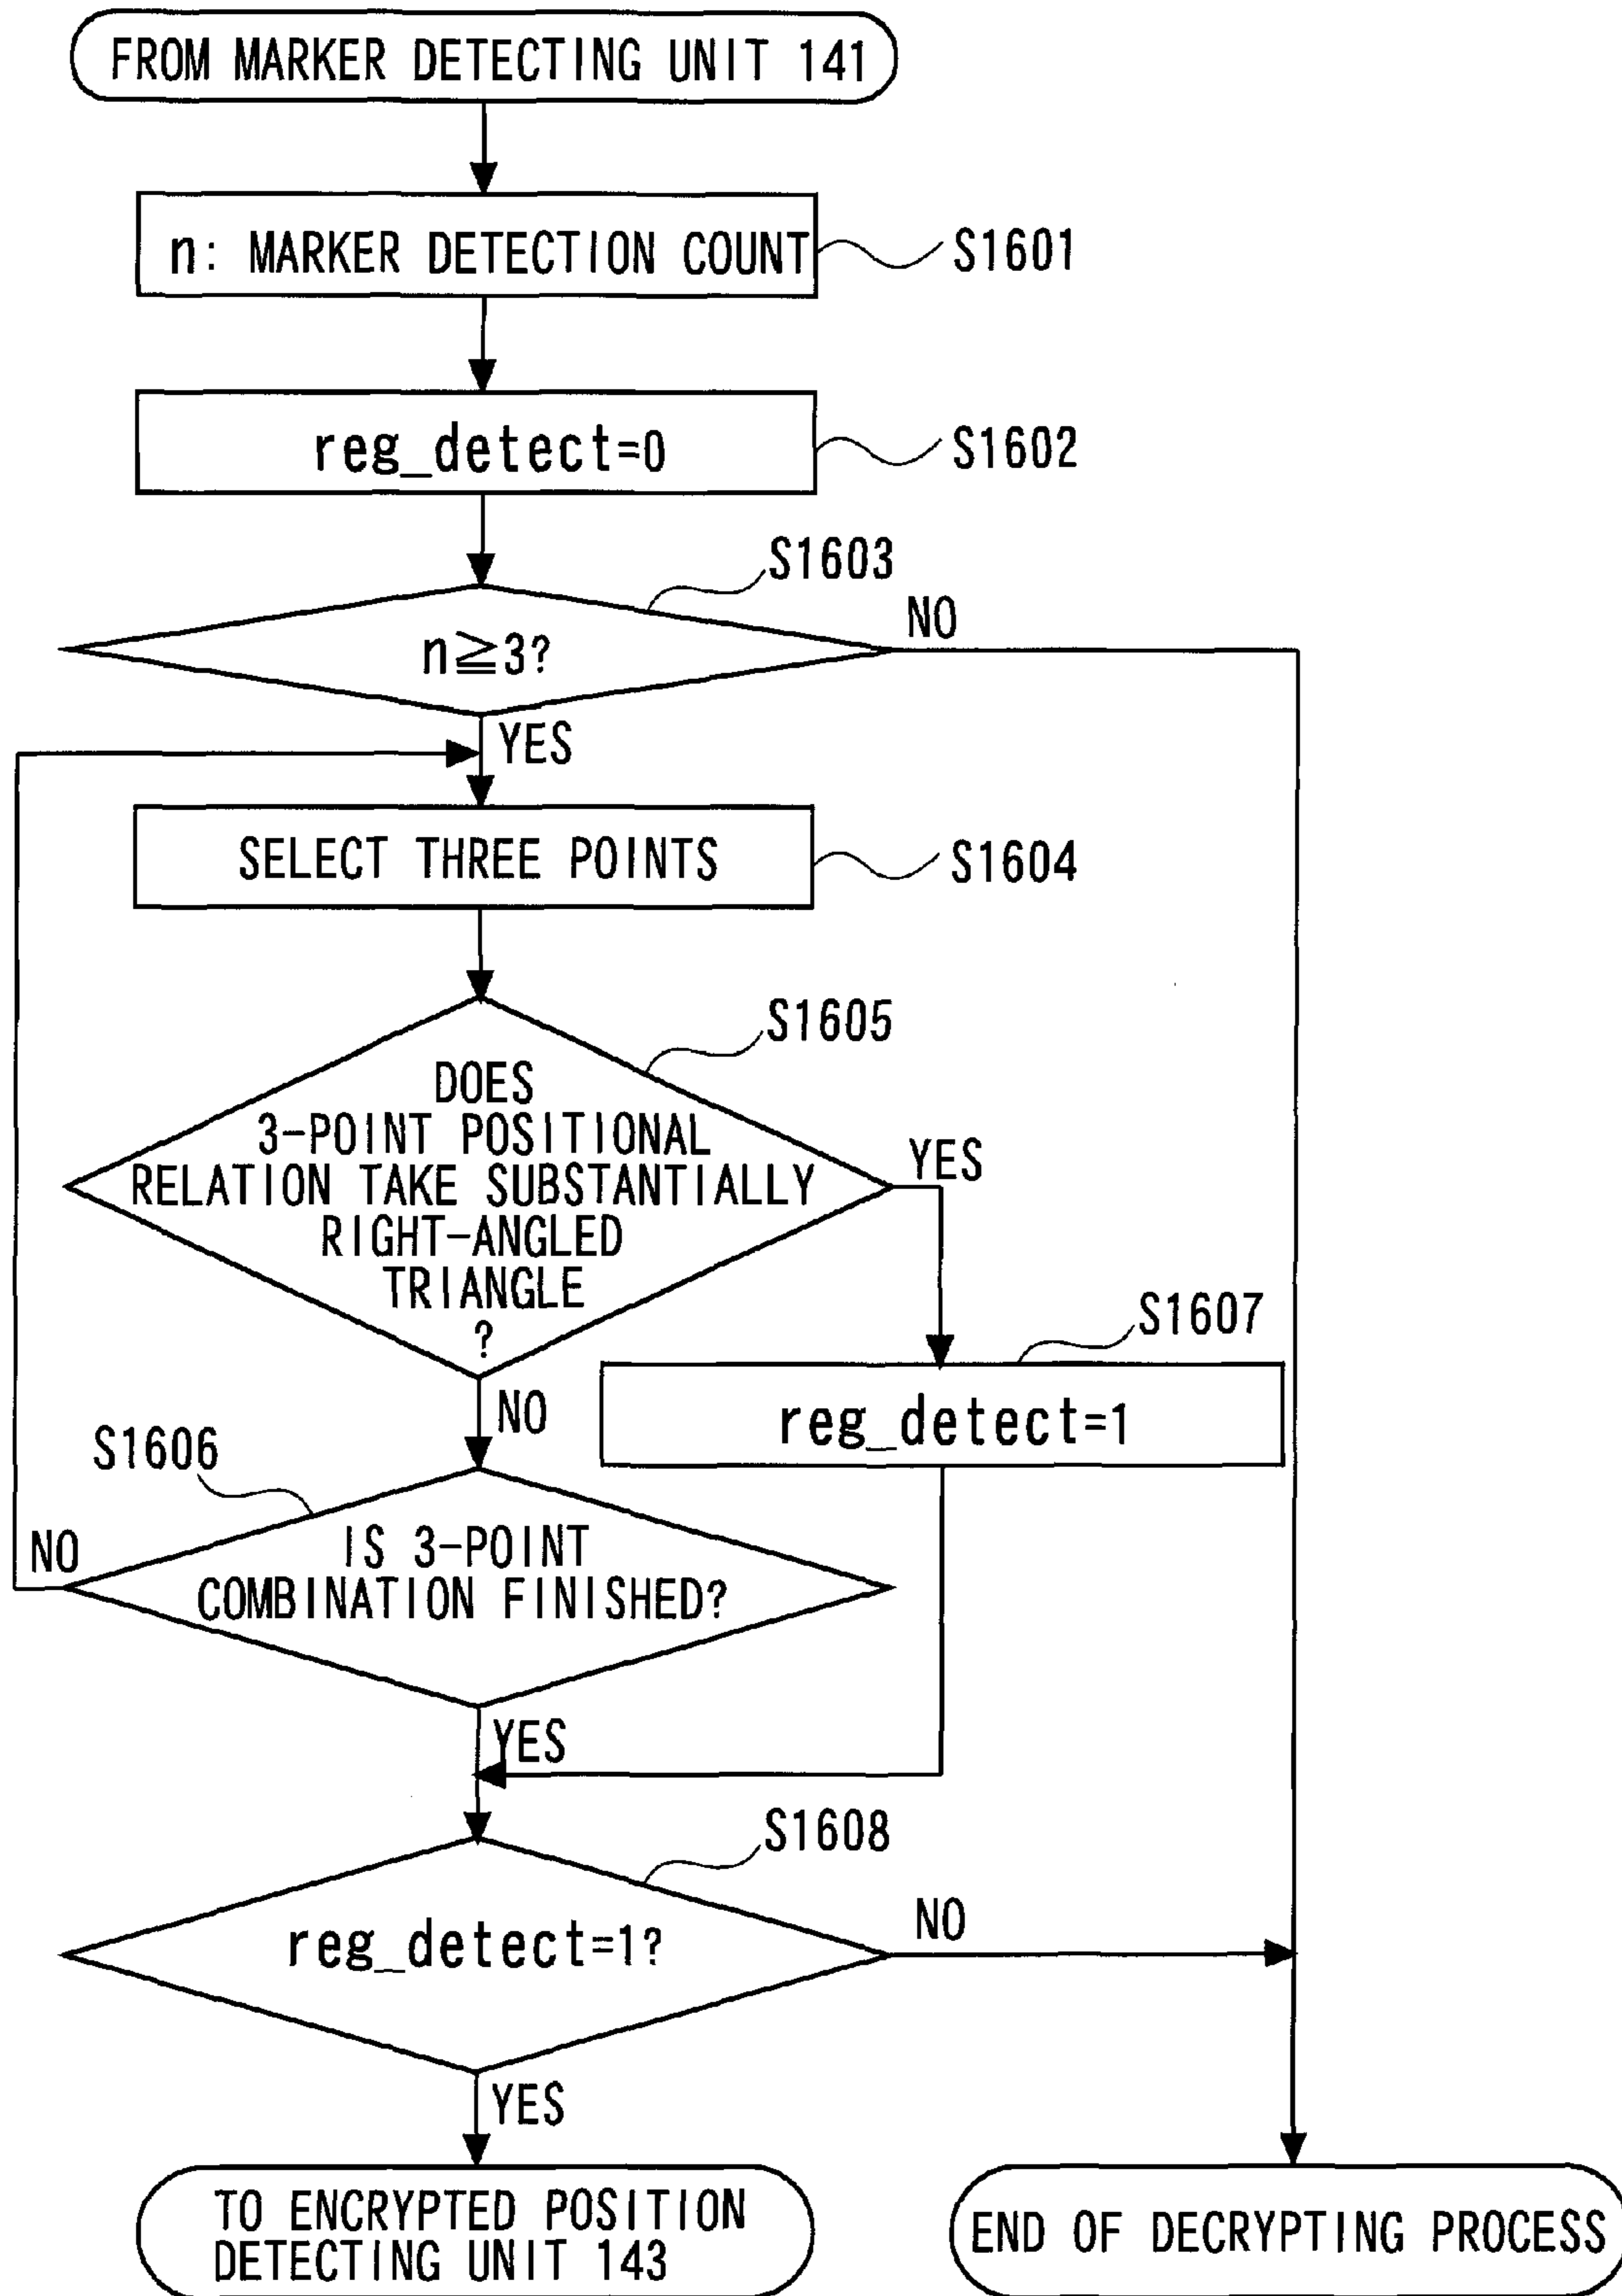 FROM MARKER DETECTING UNIT 141
n: MARKER DETECTION COUNT
S1601
reg_detect=0
S1602
S1603
n≧3?
NO
YES
SELECT THREE POINTS
S1604
S1605
DOES
3-POINT POSITIONAL
RELATION TAKE SUBSTANTIALLY
RIGHT-ANGLED
TRIANGLE
?
YES
NO
S1607
reg_detect=1
S1606
NO
IS 3-POINT
COMBINATION FINISHED?
YES
S1608
reg_detect=1?
NO
YES
TO ENCRYPTED POSITION
DETECTING UNIT 143
END OF DECRYPTING PROCESS